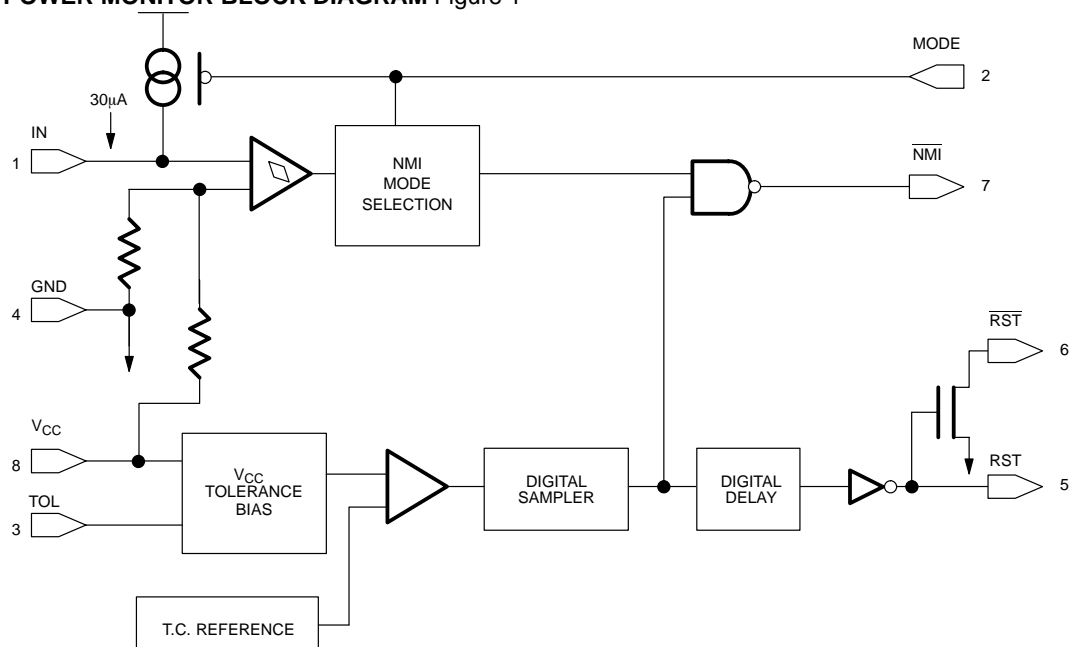 POWER MONITOR BLOCK DIAGRAM Figure 1
MODE
2
30μA
IN
1
NMI
MODE
SELECTION
NMI
7
GND
4
RST
6
VCC
8
VCC
TOLERANCE
BIAS
DIGITAL
SAMPLER
DIGITAL
DELAY
RST
5
TOL
3
T.C. REFERENCE